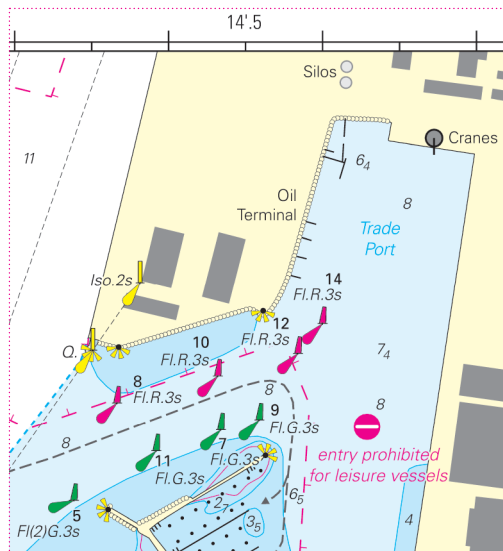 14'.5
Silos
Cranes
11
6₄
Oil
Terminal
8
Trade
Port
Iso.2s
14
Fl.R.3s
12
Fl.R.3s
Q.
10
Fl.R.3s
7₄
8
Fl.R.3s
8
8
9
Fl.G.3s
8
7
Fl.G.3s
entry prohibited
for leisure vessels
11
Fl.G.3s
6₅
2
5
Fl(2)G.3s
3₅
4